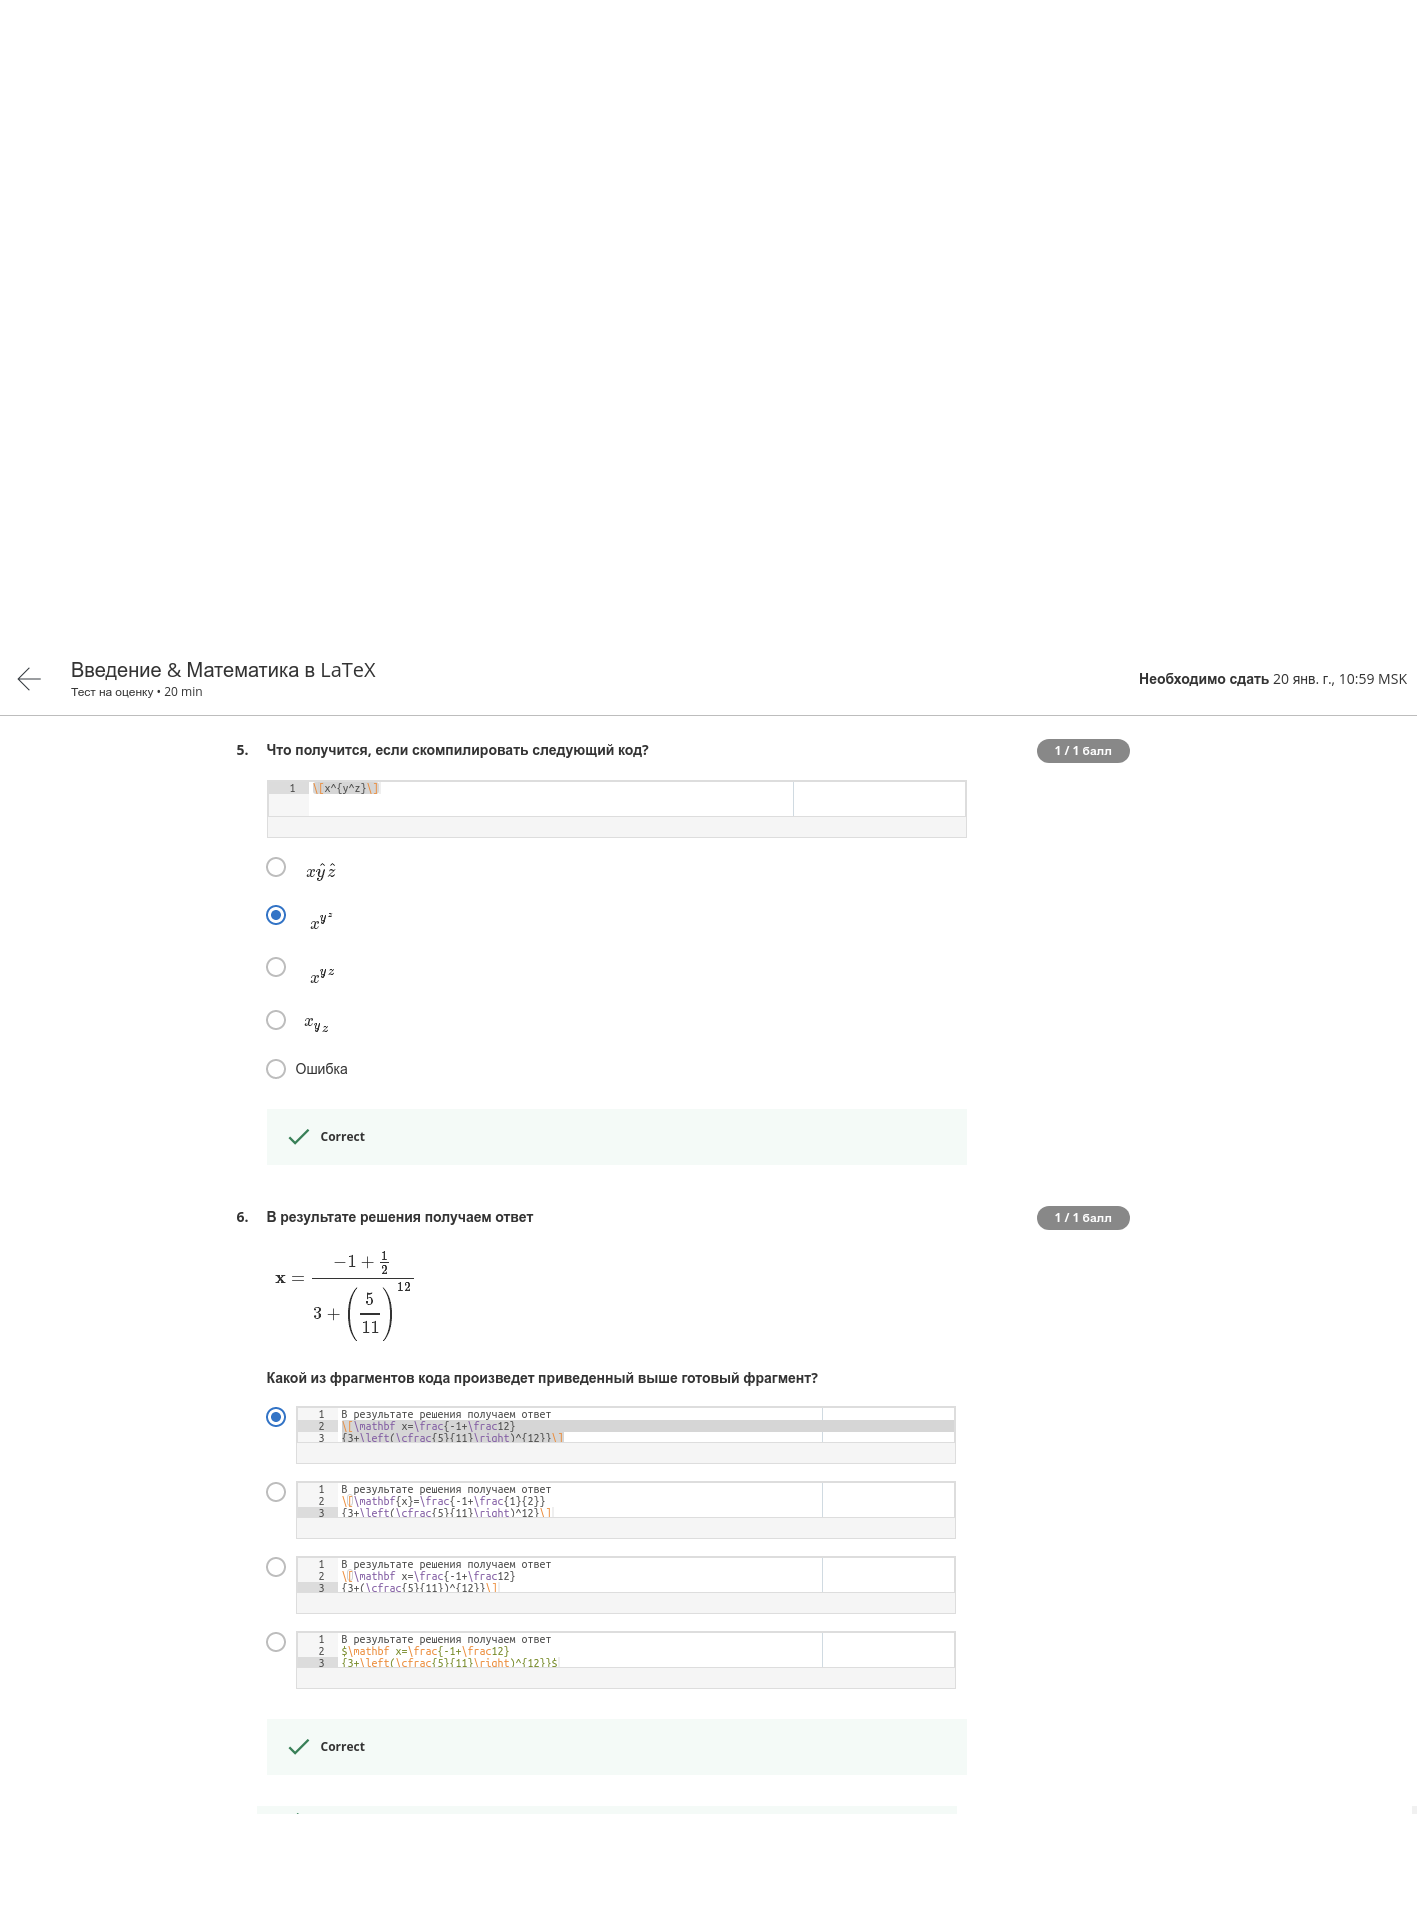 Введение & Математика в LaTeX
Тест на оценку • 20 min
Необходимо сдать 20 янв. г., 10:59 MSK
5. Что получится, если скомпилировать следующий код?
1 / 1 балл
1 \[x^{y^z}\]
xŷẑ
x^{y^z}
x^{yz}
x_{y_z}
Ошибка
Correct
6. В результате решения получаем ответ
1 / 1 балл
x = \frac{-1 + \frac{1}{2}}{3 + \left(\frac{5}{11}\right)^{12}}
Какой из фрагментов кода произведет приведенный выше готовый фрагмент?
1 В результате решения получаем ответ
2 \[\mathbf x=\frac{-1+\frac12}
3 {3+\left(\cfrac{5}{11}\right)^{12}}\]
1 В результате решения получаем ответ
2 \[\mathbf{x}=\frac{-1+\frac{1}{2}}
3 {3+\left(\cfrac{5}{11}\right)^12}\]
1 В результате решения получаем ответ
2 \[\mathbf x=\frac{-1+\frac12}
3 {3+(\cfrac{5}{11})^{12}}\]
1 В результате решения получаем ответ
2 $\mathbf x=\frac{-1+\frac12}
3 {3+\left(\cfrac{5}{11}\right)^{12}}$
Correct